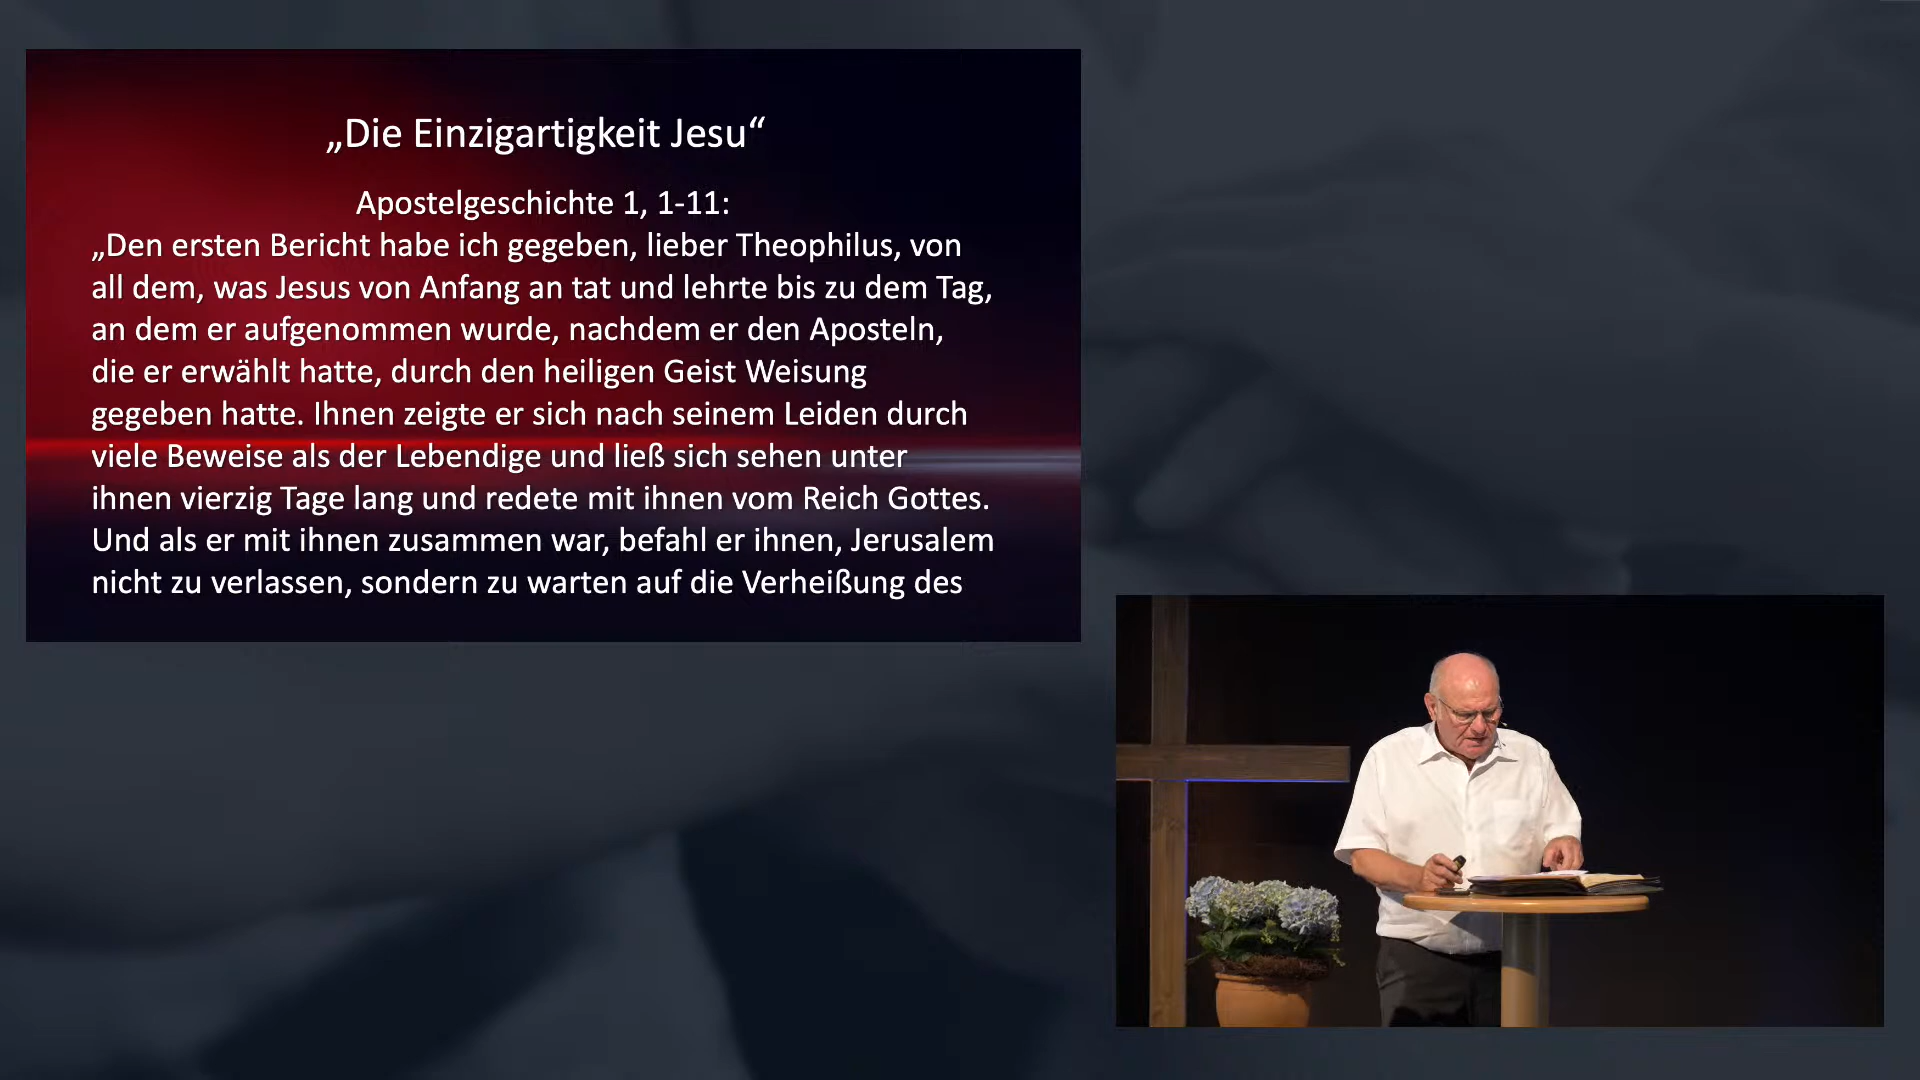 „Die Einzigartigkeit Jesu“
Apostelgeschichte 1, 1-11:
„Den ersten Bericht habe ich gegeben, lieber Theophilus, von
all dem, was Jesus von Anfang an tat und lehrte bis zu dem Tag,
an dem er aufgenommen wurde, nachdem er den Aposteln,
die er erwählt hatte, durch den heiligen Geist Weisung
gegeben hatte. Ihnen zeigte er sich nach seinem Leiden durch
viele Beweise als der Lebendige und ließ sich sehen unter
ihnen vierzig Tage lang und redete mit ihnen vom Reich Gottes.
Und als er mit ihnen zusammen war, befahl er ihnen, Jerusalem
nicht zu verlassen, sondern zu warten auf die Verheißung des